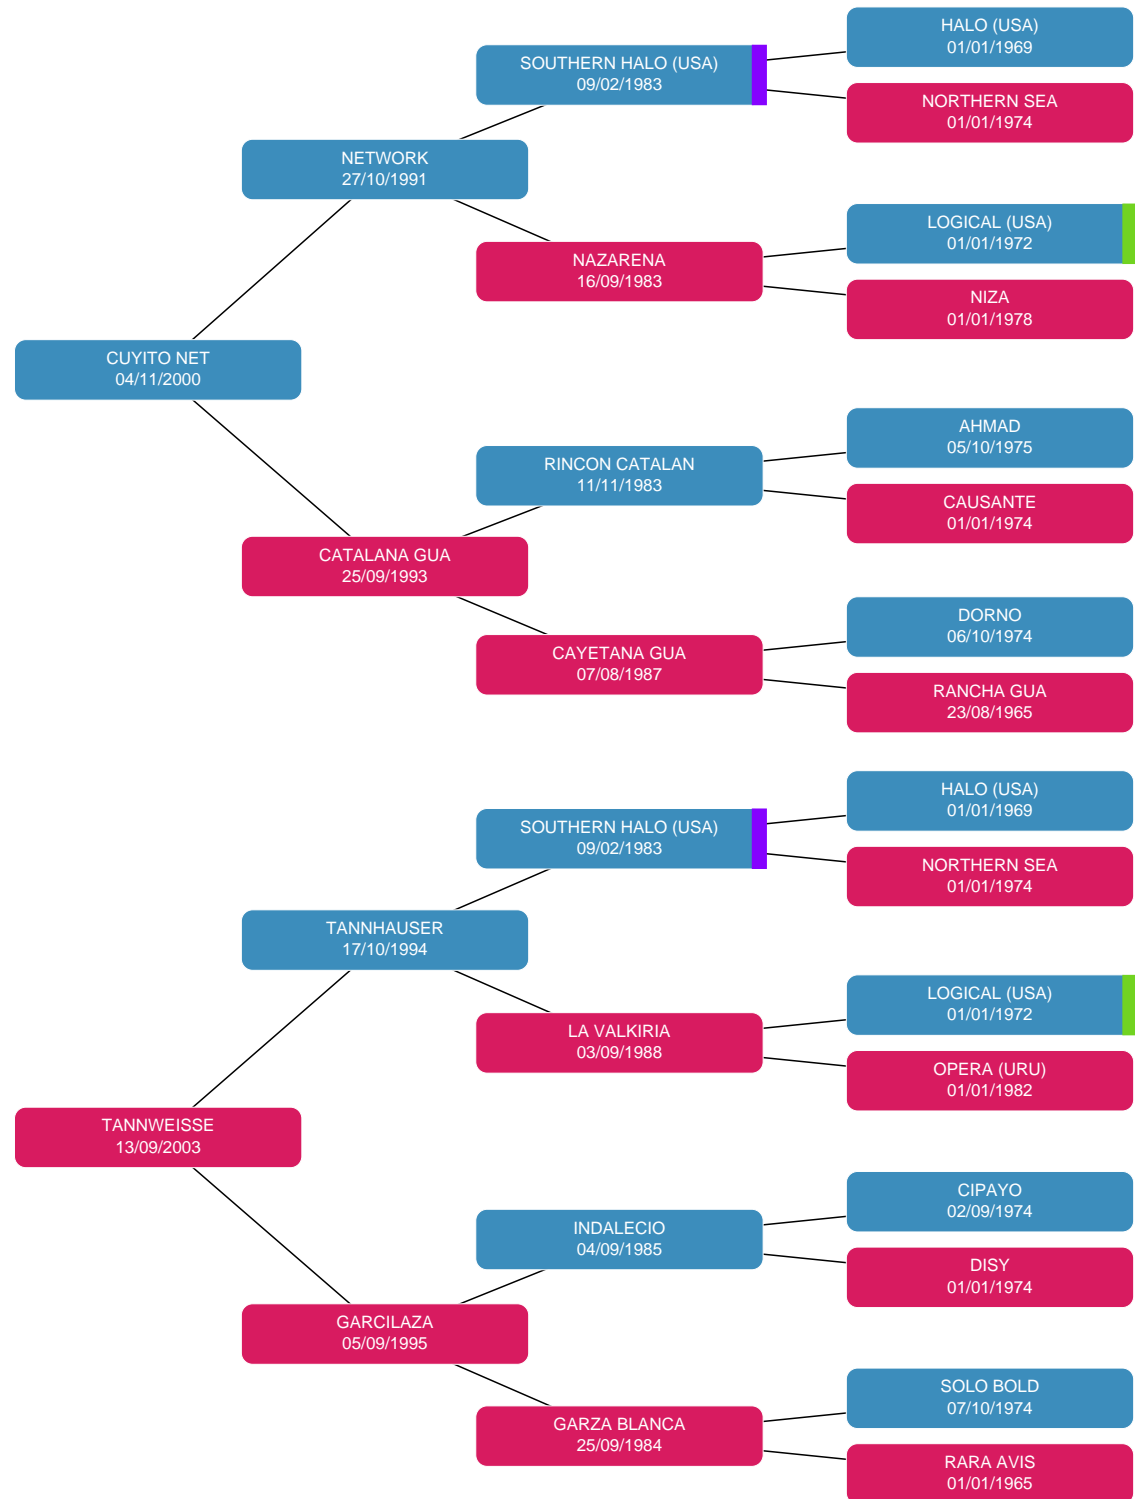 HALO (USA)
01/01/1969
SOUTHERN HALO (USA)
09/02/1983
NORTHERN SEA
01/01/1974
NETWORK
27/10/1991
LOGICAL (USA)
01/01/1972
NAZARENA
16/09/1983
NIZA
01/01/1978
CUYITO NET
04/11/2000
AHMAD
05/10/1975
RINCON CATALAN
11/11/1983
CAUSANTE
01/01/1974
CATALANA GUA
25/09/1993
DORNO
06/10/1974
CAYETANA GUA
07/08/1987
RANCHA GUA
23/08/1965
HALO (USA)
01/01/1969
SOUTHERN HALO (USA)
09/02/1983
NORTHERN SEA
01/01/1974
TANNHAUSER
17/10/1994
LOGICAL (USA)
01/01/1972
LA VALKIRIA
03/09/1988
OPERA (URU)
01/01/1982
TANNWEISSE
13/09/2003
CIPAYO
02/09/1974
INDALECIO
04/09/1985
DISY
01/01/1974
GARCILAZA
05/09/1995
SOLO BOLD
07/10/1974
GARZA BLANCA
25/09/1984
RARA AVIS
01/01/1965